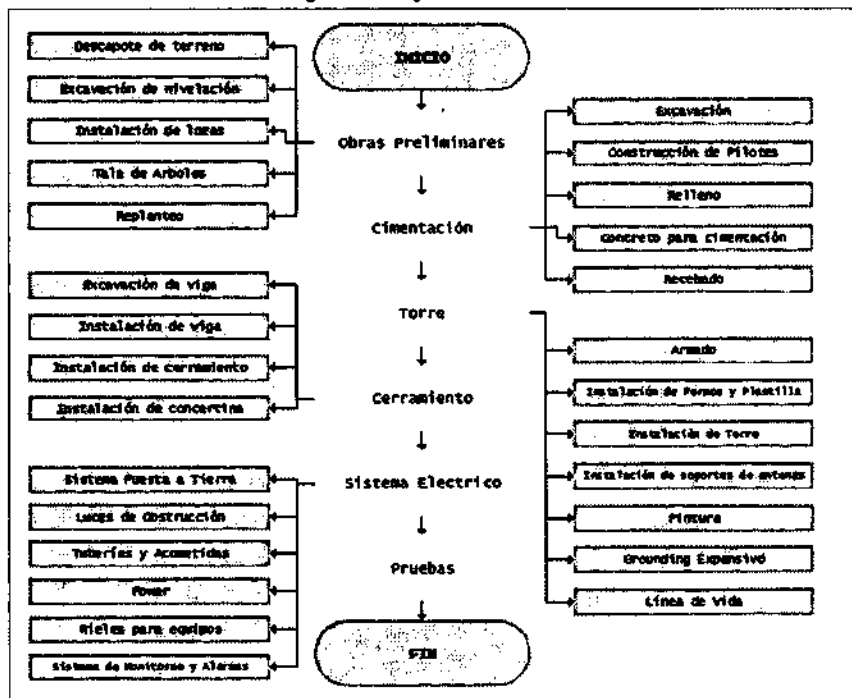 INICIO
Descapote de terreno
Excavación de nivelación
Instalación de lozas
Tala de Arboles
Replanteo
Obras Preliminares
Excavación
Construcción de Pilotes
Relleno
Concreto para cimentación
Recebado
Cimentación
Excavación de viga
Instalación de viga
Instalación de cerramiento
Instalación de concertina
Torre
Armado
Instalación de Pernos y Plantilla
Instalación de Torre
Instalación de soportes de antenas
Pintura
Grounding Expansivo
Línea de Vida
Cerramiento
Sistema Puesta a Tierra
Luces de Obstrucción
Tuberías y Acometidas
Power
Rieles para equipos
Sistema de Monitoreo y Alarmas
Sistema Electrico
Pruebas
FIN